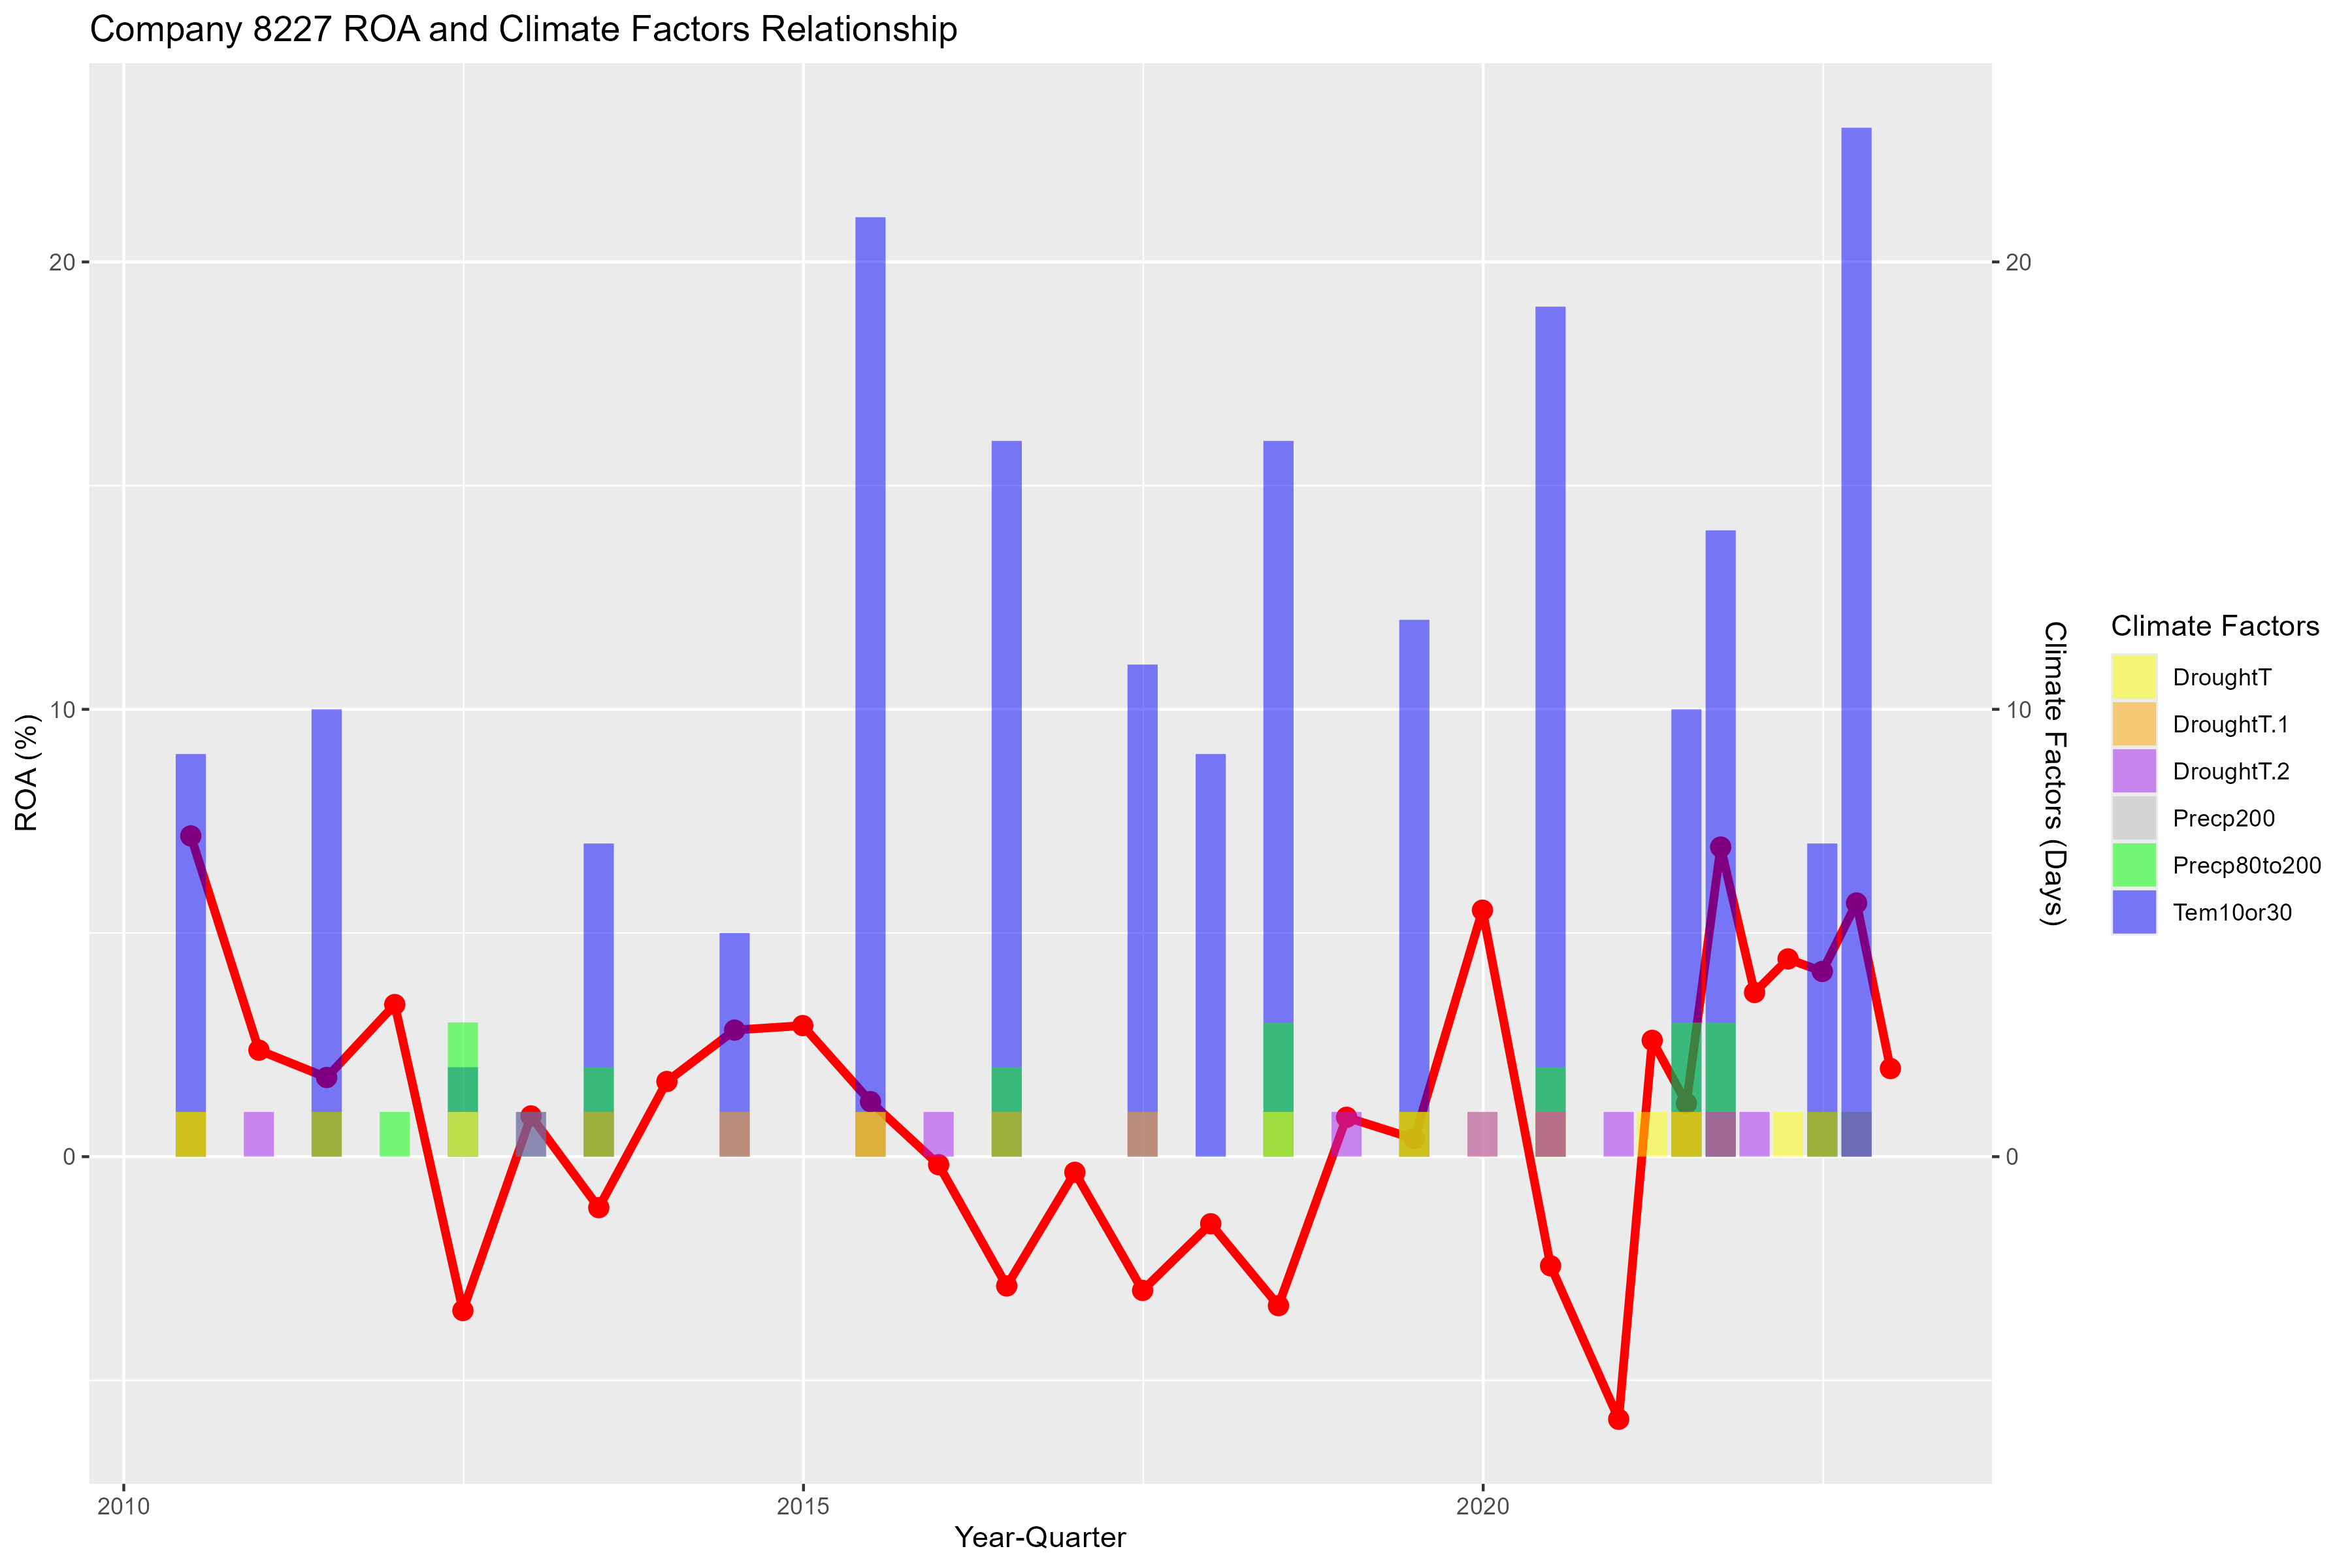 Company 8227 ROA and Climate Factors Relationship
20
10
0
ROA (%)
2010
2015
2020
Year-Quarter
20
10
0
Climate Factors (Days)
Climate Factors
DroughtT
DroughtT.1
DroughtT.2
Precp200
Precp80to200
Tem10or30